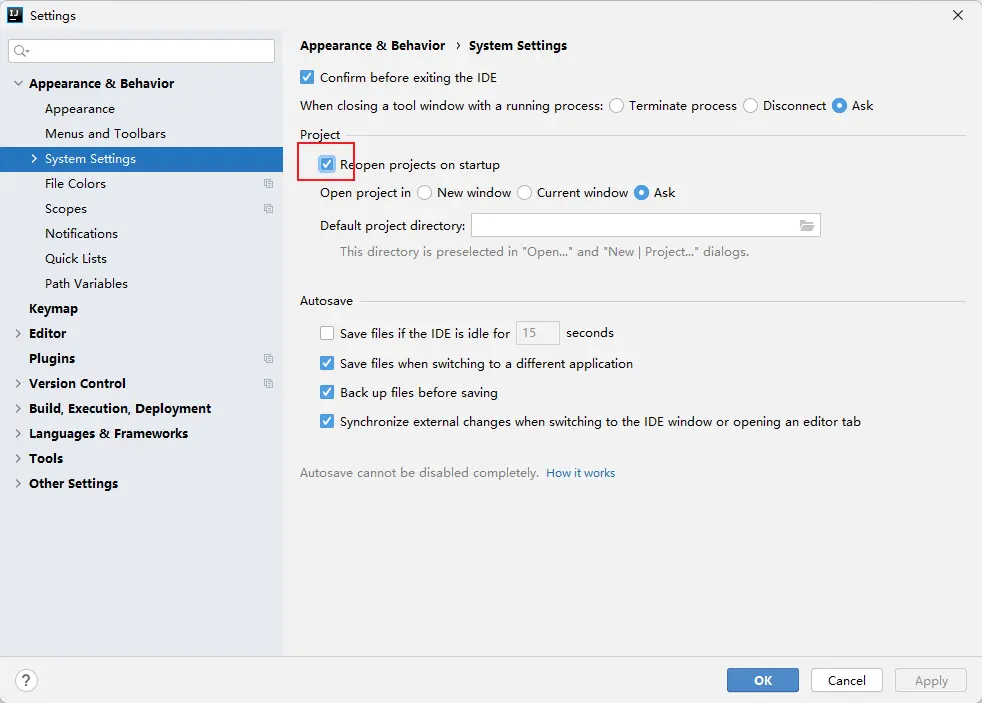 Settings
Appearance & Behavior
Appearance
Menus and Toolbars
System Settings
File Colors
Scopes
Notifications
Quick Lists
Path Variables
Keymap
Editor
Plugins
Version Control
Build, Execution, Deployment
Languages & Frameworks
Tools
Other Settings
Appearance & Behavior › System Settings
Confirm before exiting the IDE
When closing a tool window with a running process: Terminate process Disconnect Ask
Project
Reopen projects on startup
Open project in New window Current window Ask
Default project directory:
This directory is preselected in "Open..." and "New | Project..." dialogs.
Autosave
Save files if the IDE is idle for 15 seconds
Save files when switching to a different application
Back up files before saving
Synchronize external changes when switching to the IDE window or opening an editor tab
Autosave cannot be disabled completely. How it works
? OK Cancel Apply